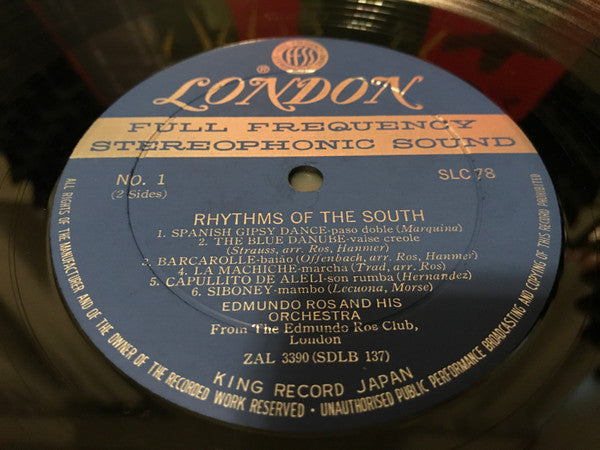 FFSS
® LONDON
FULL FREQUENCY
STEREOPHONIC SOUND
NO. 1 SLC 78
(2 Sides)
RHYTHMS OF THE SOUTH
1. SPANISH GIPSY DANCE-paso doble (Marquina)
2. THE BLUE DANUBE-vaise creole
(Strauss, arr. Ros, Hanmer)
3. BARCAROLLE-baião (Offenbach, arr. Ros, Hanmer)
4. LA MACHICHE-marcha (Trad, arr. Ros)
5. CAPULLITO DE ALELI-son rumba (Hernandez)
6. SIBONEY-mambo (Lecuona, Morse)
EDMUNDO ROS AND HIS
ORCHESTRA
From The Edmundo Ros Club,
London
ZAL 3390 (SDLB 137)
KING RECORD JAPAN
ALL RIGHTS OF THE MANUFACTURER AND OF THE OWNER OF THE RECORDED WORK RESERVED · UNAUTHORISED PUBLIC PERFORMANCE BROADCASTING AND COPYING OF THIS RECORD PROHIBITED